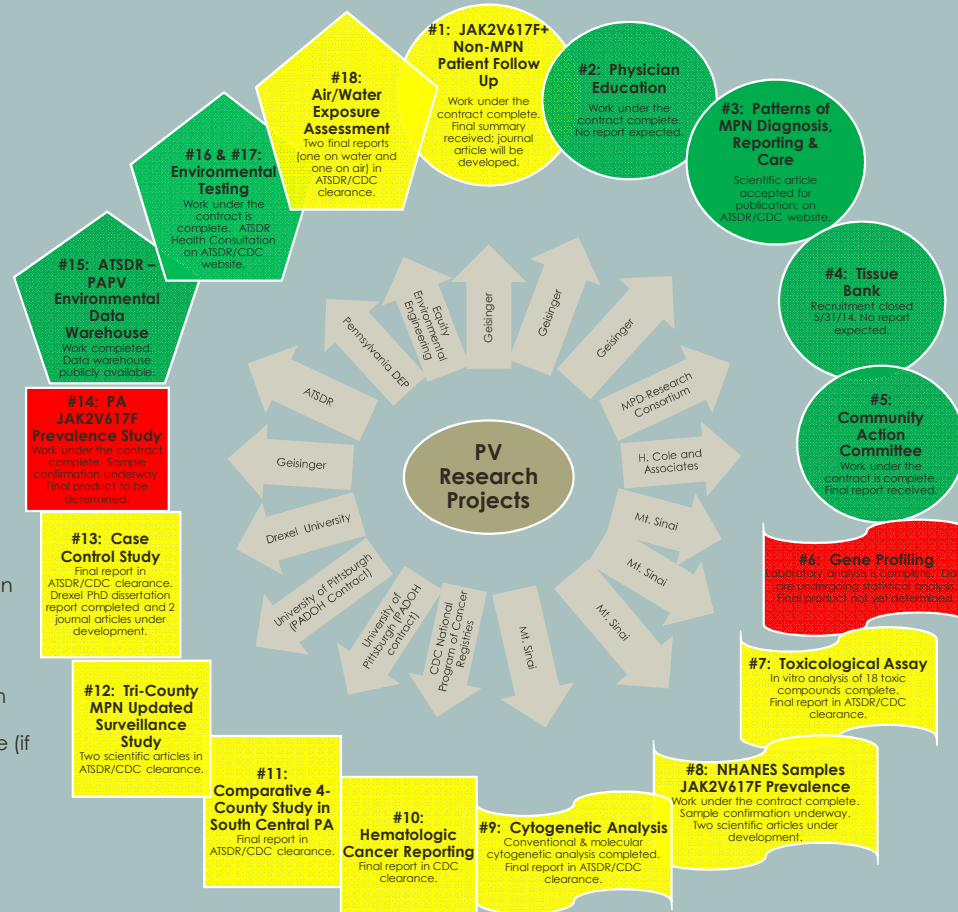 #1: JAK2V617F+
Non-MPN
Patient Follow
Up
Work under the
contract complete.
Final summary
received; journal
article will be
developed.
#2: Physician
Education
Work under the
contract complete.
No report expected.
#3: Patterns of
MPN Diagnosis,
Reporting &
Care
Scientific article
accepted for
publication; on
ATSDR/CDC website.
#4: Tissue
Bank
Recruitment closed
5/31/14. No report
expected.
#5:
Community
Action
Committee
Work under the
contract is complete.
Final report received.
#6: Gene Profiling
Laboratory analysis is complete. Da
are undergoing statistical analysis.
Final product not yet determined.
#7: Toxicological Assay
In vitro analysis of 18 toxic
compounds complete.
Final report in ATSDR/CDC
clearance.
#8: NHANES Samples
JAK2V617F Prevalence
Work under the contract complete.
Sample confirmation underway.
Two scientific articles under
development.
#9: Cytogenetic Analysis
Conventional & molecular
cytogenetic analysis completed.
Final report in ATSDR/CDC
clearance.
#10:
Hematologic
Cancer Reporting
Final report in CDC
clearance.
#11:
Comparative 4-
County Study in
South Central PA
Final report in
ATSDR/CDC clearance.
#12: Tri-County
MPN Updated
Surveillance
Study
Two scientific articles in
ATSDR/CDC clearance.
#13: Case
Control Study
Final report in
ATSDR/CDC clearance.
Drexel PhD dissertation
report completed and 2
journal articles under
development.
#14: PA
JAK2V617F
Prevalence Study
Work under the contract
complete. Sample
confirmation underway.
Final product to be
determined.
#15: ATSDR –
PAPV
Environmental
Data
Warehouse
Work completed.
Data warehouse
publicly available.
#16 & #17:
Environmental
Testing
Work under the
contract is
complete. ATSDR
Health Consultation
on ATSDR/CDC
website.
#18:
Air/Water
Exposure
Assessment
Two final reports
(one on water and
one on air) in
ATSDR/CDC
clearance.
PV
Research
Projects
Geisinger
Geisinger
Geisinger
MPD-Research
Consortium
H. Cole and
Associates
Mt. Sinai
Mt. Sinai
Mt. Sinai
Mt. Sinai
CDC National
Program of Cancer
Registries
University of
Pittsburgh (PADOH
contract)
University of Pittsburgh
(PADOH Contract)
Drexel University
Geisinger
ATSDR
Pennsylvania DEP
Equity
Environmental
Engineering
n
n
e (if